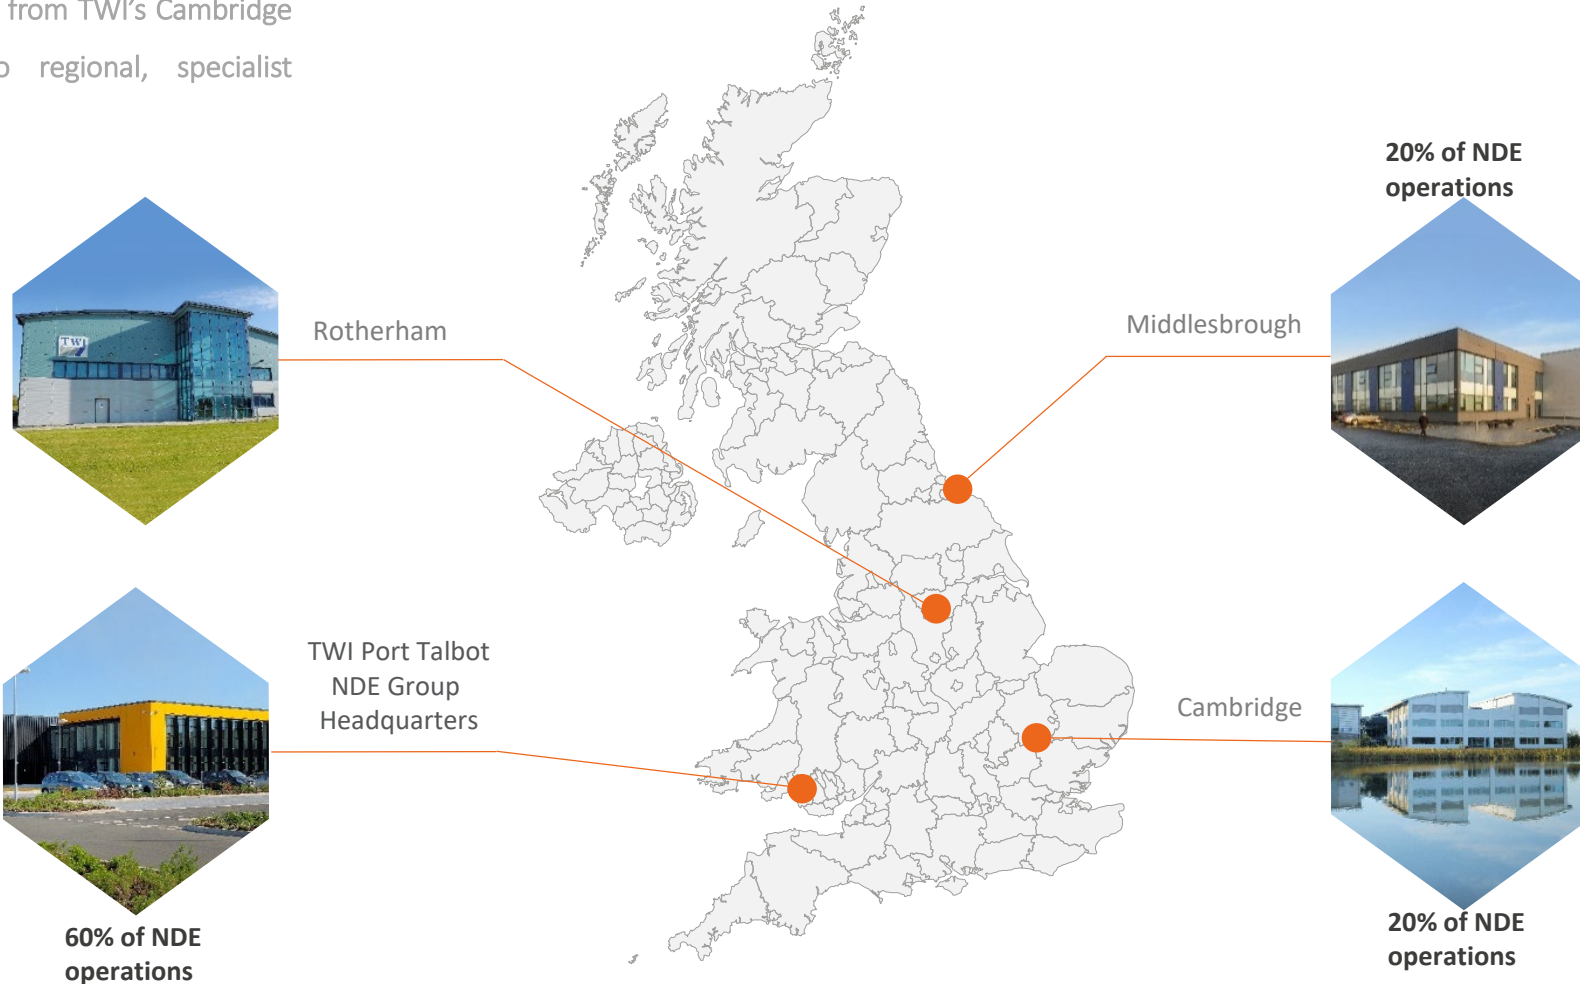 from TWI's Cambridge
regional, specialist
20% of NDE
operations
TWI
Rotherham
Middlesbrough
TWI Port Talbot
NDE Group
Headquarters
Cambridge
60% of NDE
operations
20% of NDE
operations